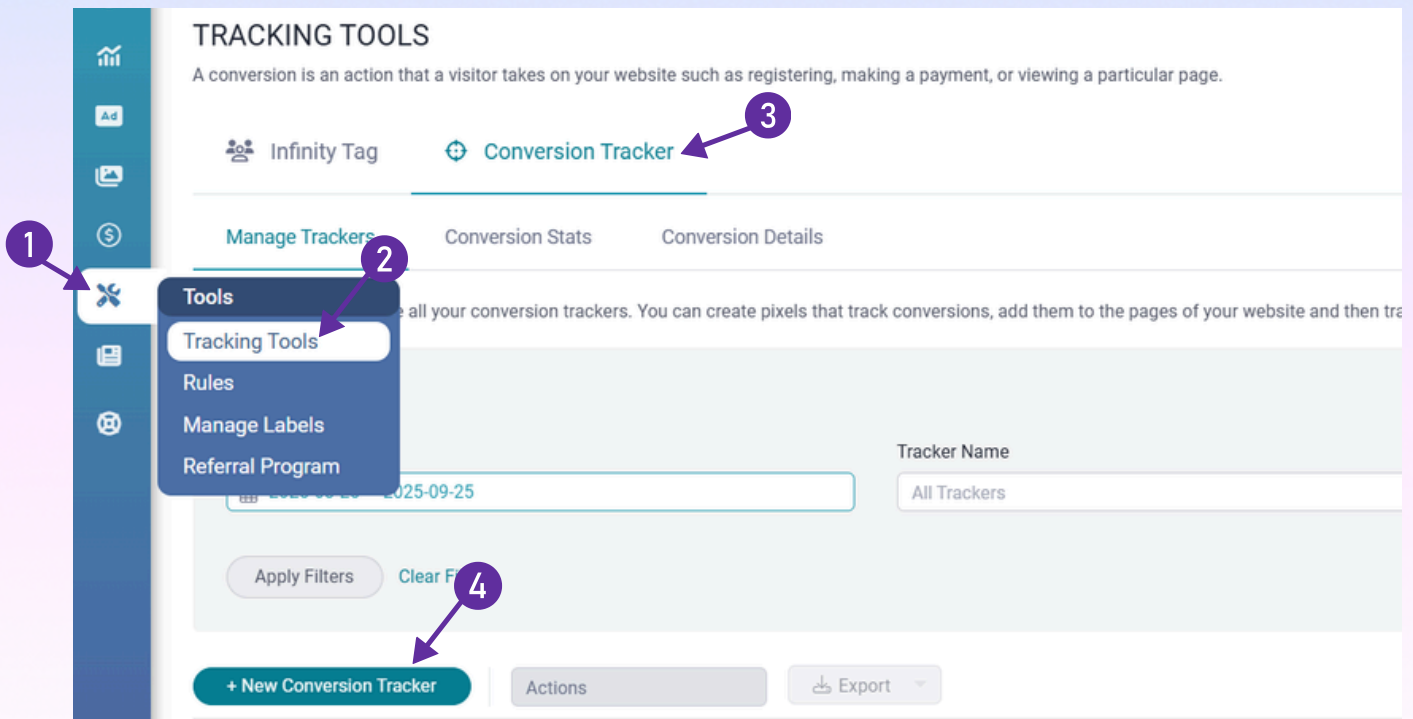 TRACKING TOOLS
A conversion is an action that a visitor takes on your website such as registering, making a payment, or viewing a particular page.
3
Ad
Infinity Tag
Conversion Tracker
1
Manage Trackers
Conversion Stats
Conversion Details
2
Tools
all your conversion trackers. You can create pixels that track conversions, add them to the pages of your website and then
Tracking Tools
Rules
Manage Labels
Referral Program
Tracker Name
2025-09-25
All Trackers
Apply Filters
Clear
4
+ New Conversion Tracker
Actions
Export